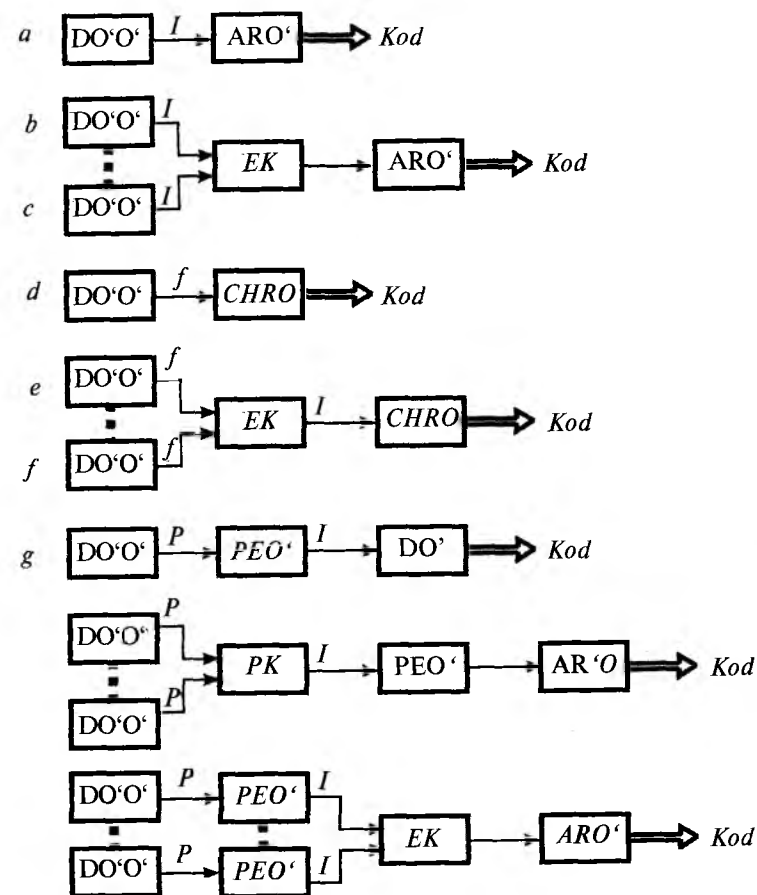 a DO‘O‘ I ARO‘ Kod
b DO‘O‘ I
EK ARO‘ Kod
c DO‘O‘ I
d DO‘O‘ f CHRO Kod
e DO‘O‘ f
EK I CHRO Kod
f DO‘O‘ f
g DO‘O‘ P PEO‘ I DO’ Kod
DO‘O‘ P
PK I PEO‘ AR‘O Kod
DO‘O‘ P
DO‘O‘ P PEO‘ I
EK ARO‘ Kod
DO‘O‘ P PEO‘ I